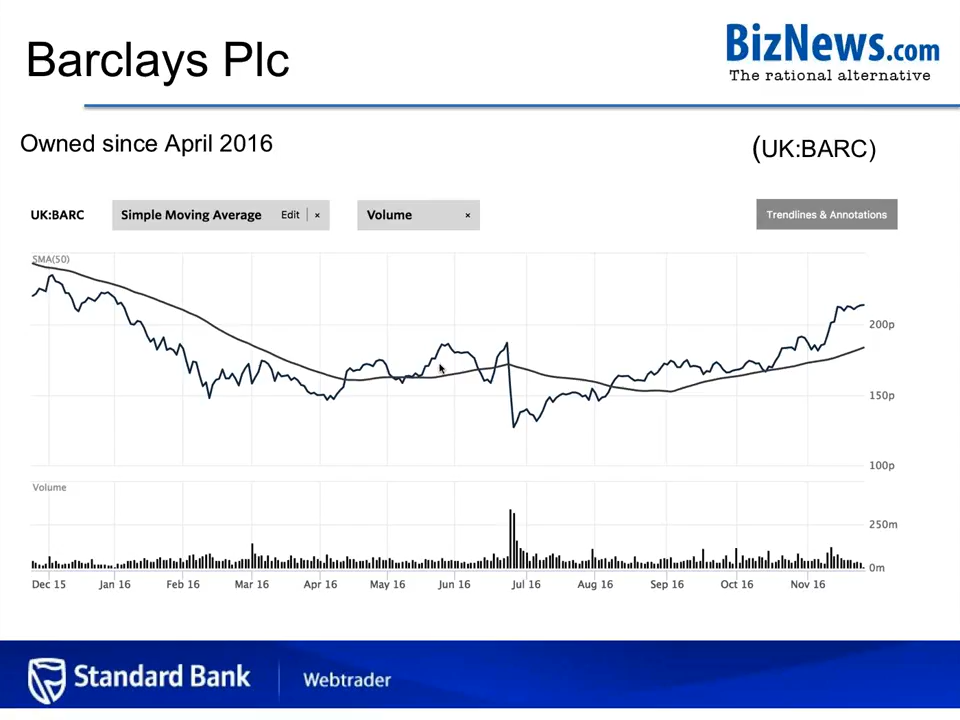 Barclays Plc
BizNews.com
The rational alternative
Owned since April 2016
(UK:BARC)
UK:BARC
Simple Moving Average Edit ×
Volume ×
Trendlines & Annotations
SMA(50)
200p
150p
100p
Volume
250m
0m
Dec 15 Jan 16 Feb 16 Mar 16 Apr 16 May 16 Jun 16 Jul 16 Aug 16 Sep 16 Oct 16 Nov 16
Standard Bank Webtrader